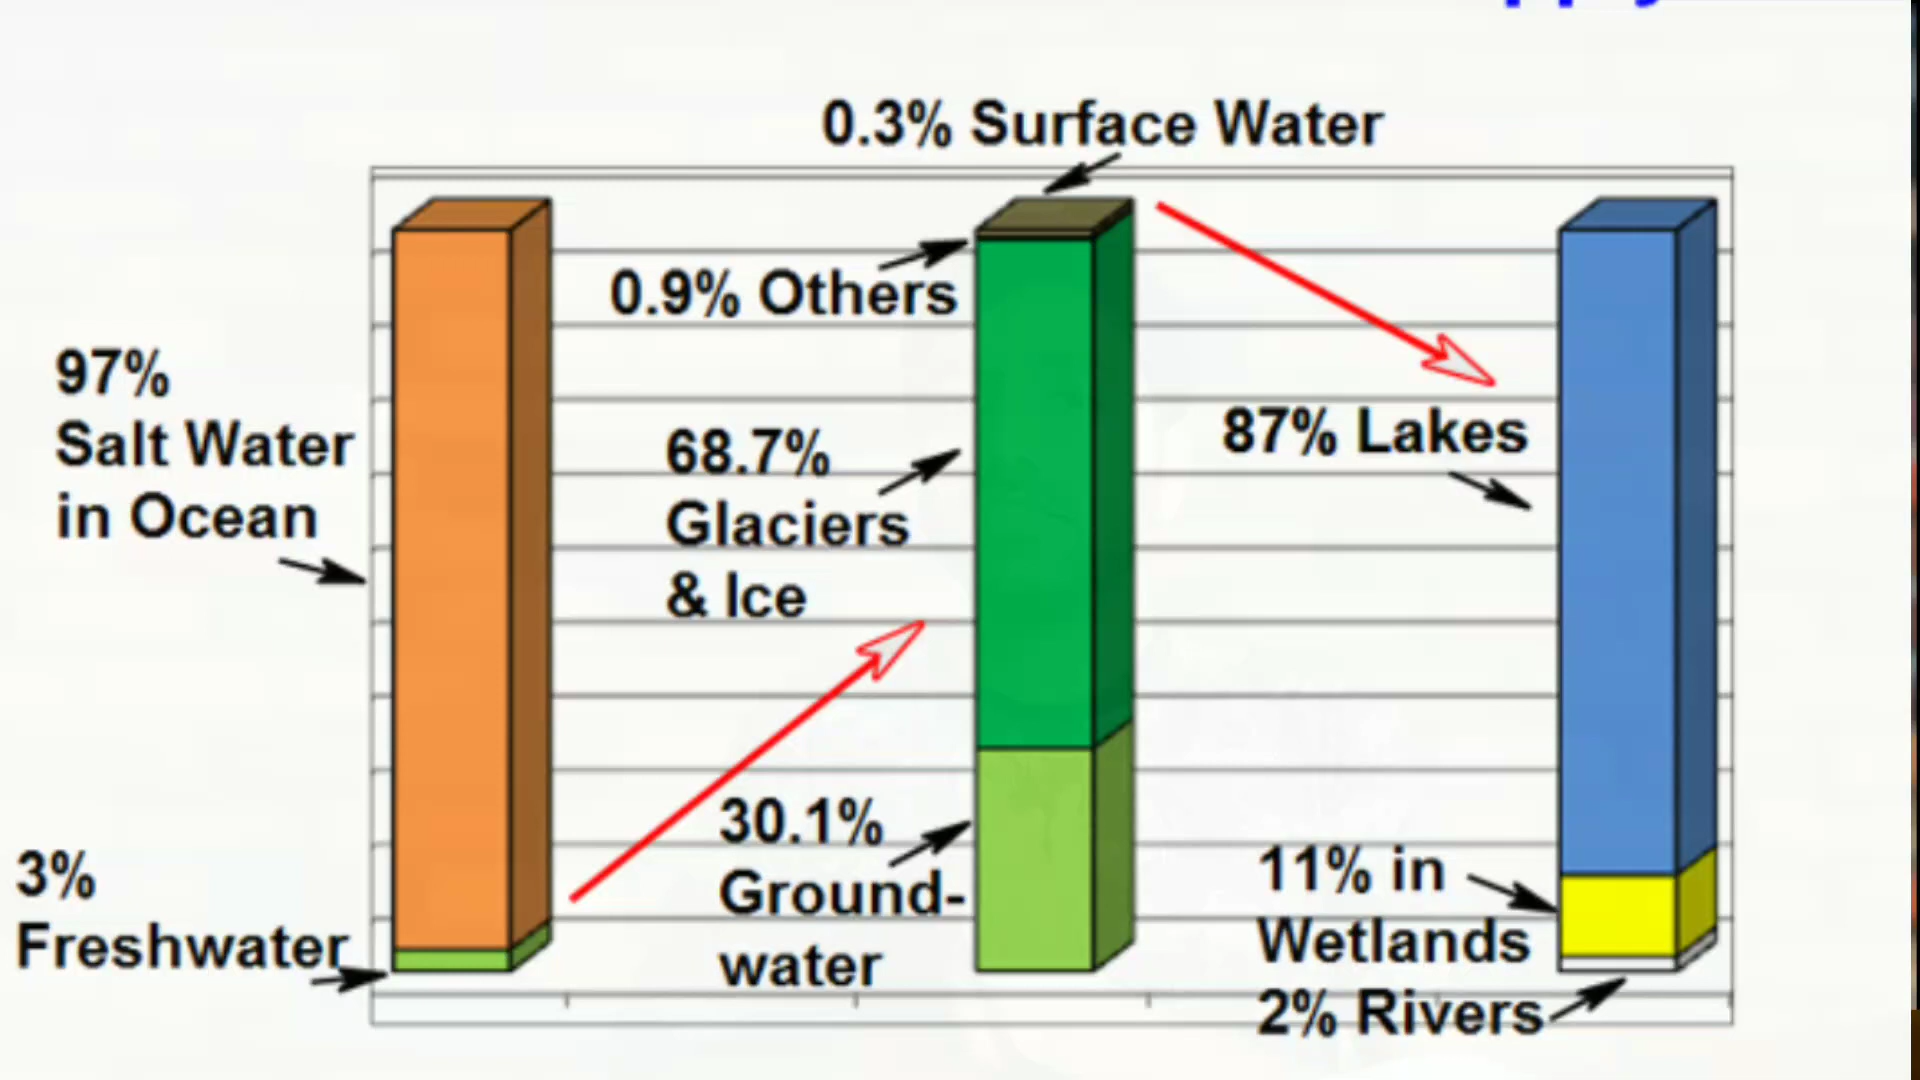 0.3% Surface Water
0.9% Others
97%
Salt Water
in Ocean
68.7%
Glaciers
& Ice
87% Lakes
30.1%
Ground-
water
3%
Freshwater
11% in
Wetlands
2% Rivers